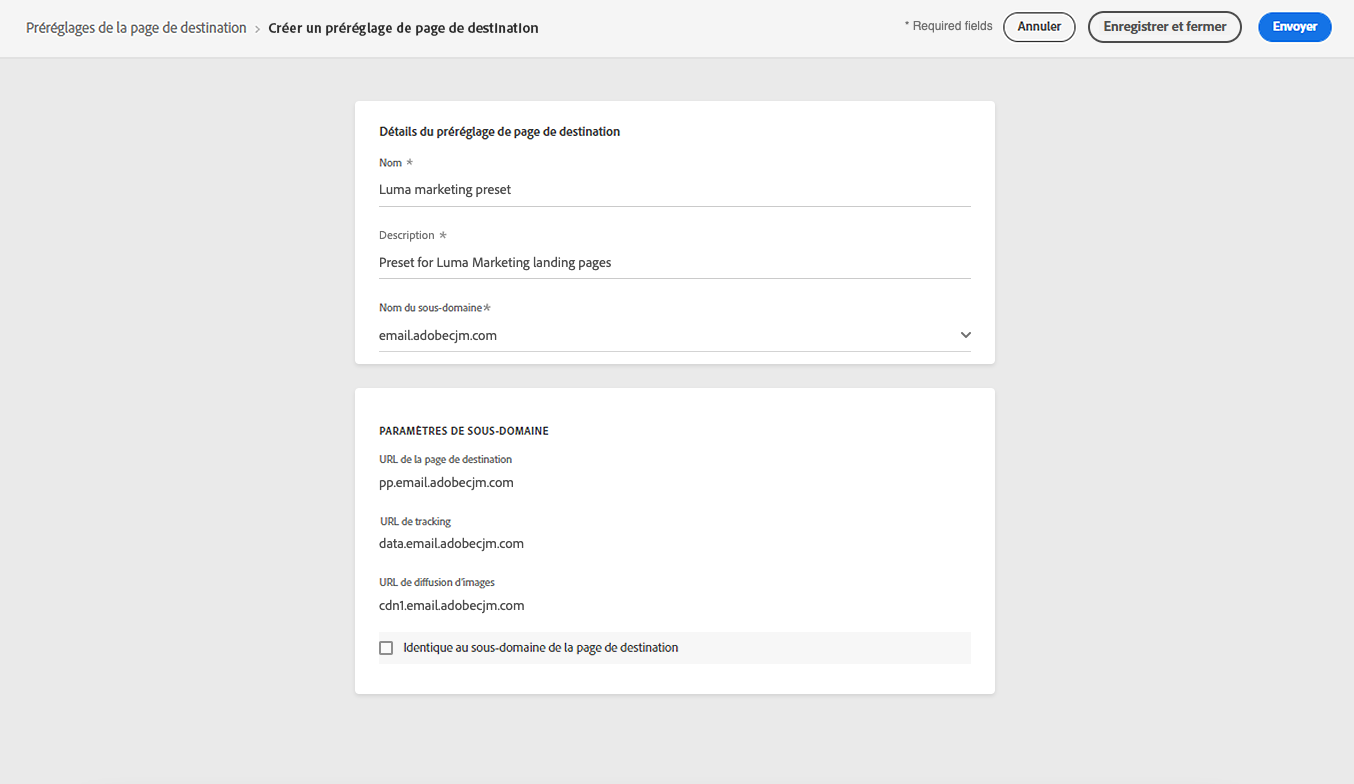 Préréglages de la page de destination > Créer un préréglage de page de destination
* Required fields
Annuler
Enregistrer et fermer
Envoyer
Détails du préréglage de page de destination
Nom *
Luma marketing preset
Description *
Preset for Luma Marketing landing pages
Nom du sous-domaine*
email.adobecjm.com
PARAMÈTRES DE SOUS-DOMAINE
URL de la page de destination
pp.email.adobecjm.com
URL de tracking
data.email.adobecjm.com
URL de diffusion d'images
cdn1.email.adobecjm.com
Identique au sous-domaine de la page de destination